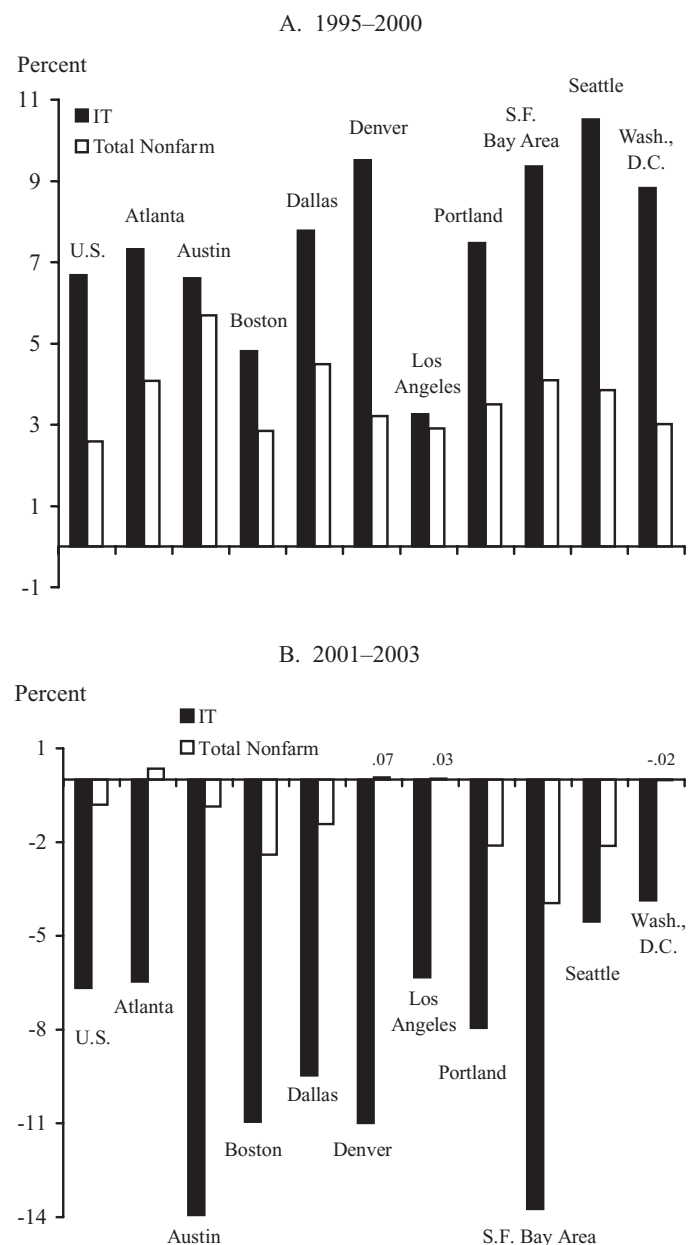 A. 1995–2000
Percent
11
9
7
5
3
1
-1
IT
Total Nonfarm
U.S.
Atlanta
Austin
Boston
Dallas
Denver
Los
Angeles
Portland
S.F.
Bay Area
Seattle
Wash.,
D.C.
B. 2001–2003
Percent
1
-2
-5
-8
-11
-14
IT
Total Nonfarm
.07
.03
-.02
U.S.
Atlanta
Austin
Boston
Dallas
Denver
Los
Angeles
Portland
S.F. Bay Area
Seattle
Wash.,
D.C.